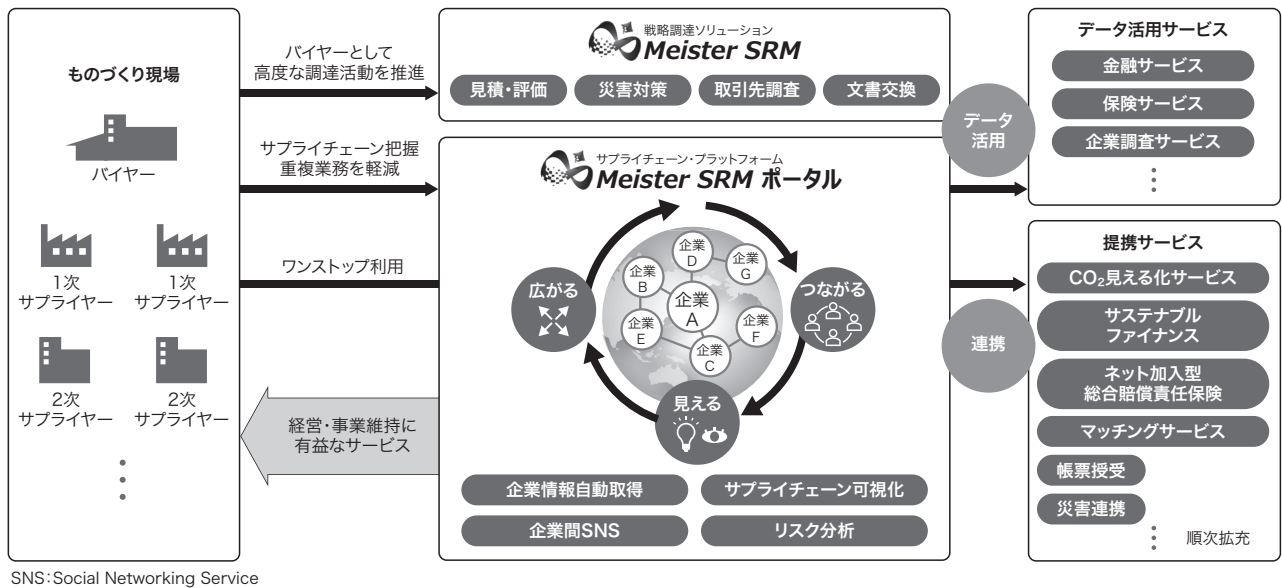 ものづくり現場
バイヤー
1次
サプライヤー
1次
サプライヤー
2次
サプライヤー
2次
サプライヤー
バイヤーとして
高度な調達活動を推進
サプライチェーン把握
重複業務を軽減
ワンストップ利用
経営・事業維持に
有益なサービス
戦略調達ソリューション
Meister SRM
見積・評価
災害対策
取引先調査
文書交換
サプライチェーン・プラットフォーム
Meister SRM ポータル
広がる
つながる
見える
企業
D
企業
G
企業
B
企業
A
企業
E
企業
F
企業
C
企業情報自動取得
サプライチェーン可視化
企業間SNS
リスク分析
データ
活用
連携
データ活用サービス
金融サービス
保険サービス
企業調査サービス
提携サービス
CO₂見える化サービス
サステナブル
ファイナンス
ネット加入型
総合賠償責任保険
マッチングサービス
帳票授受
災害連携
順次拡充
SNS：Social Networking Service